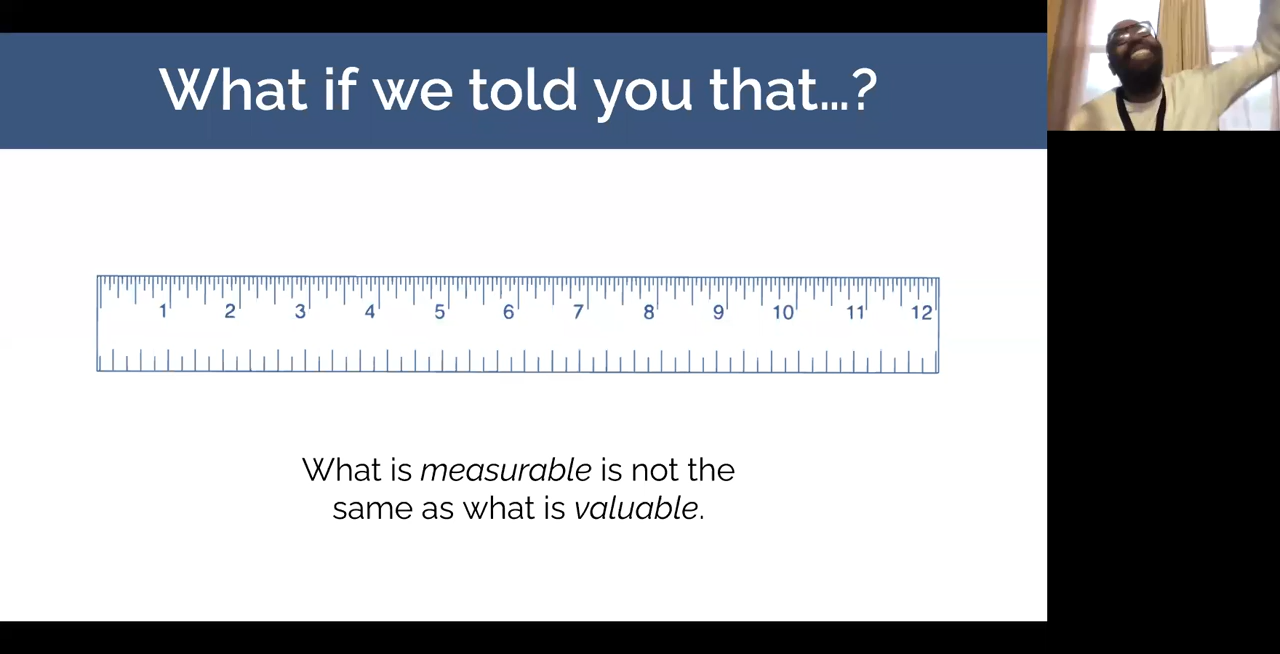 What if we told you that...?
1 2 3 4 5 6 7 8 9 10 11 12
What is measurable is not the
same as what is valuable.